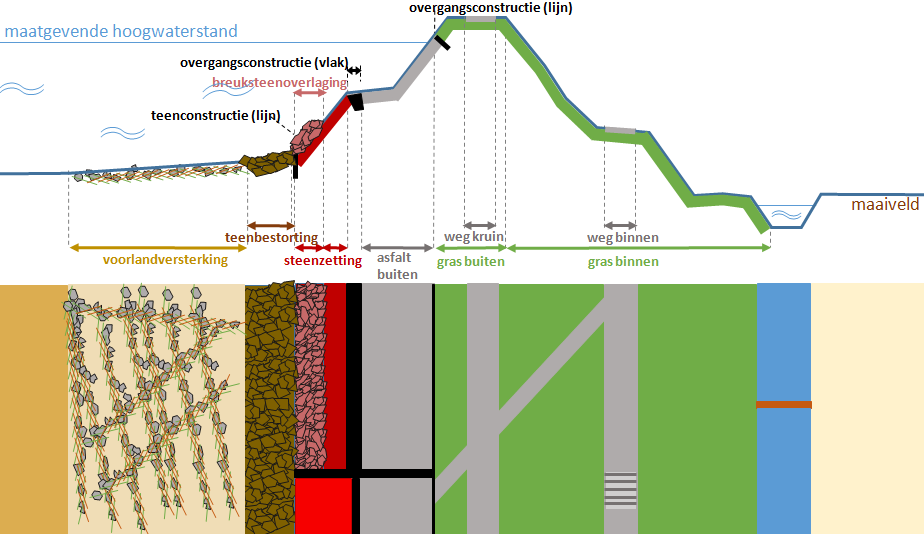 overgangsconstructie (lijn)
maatgevende hoogwaterstand
overgangsconstructie (vlak)
breuksteenoverlaging
teenconstructie (lijn)
maaiveld
teenbestorting
weg kruin
weg binnen
voorlandversterking
steenzetting
asfalt
buiten
gras buiten
gras binnen